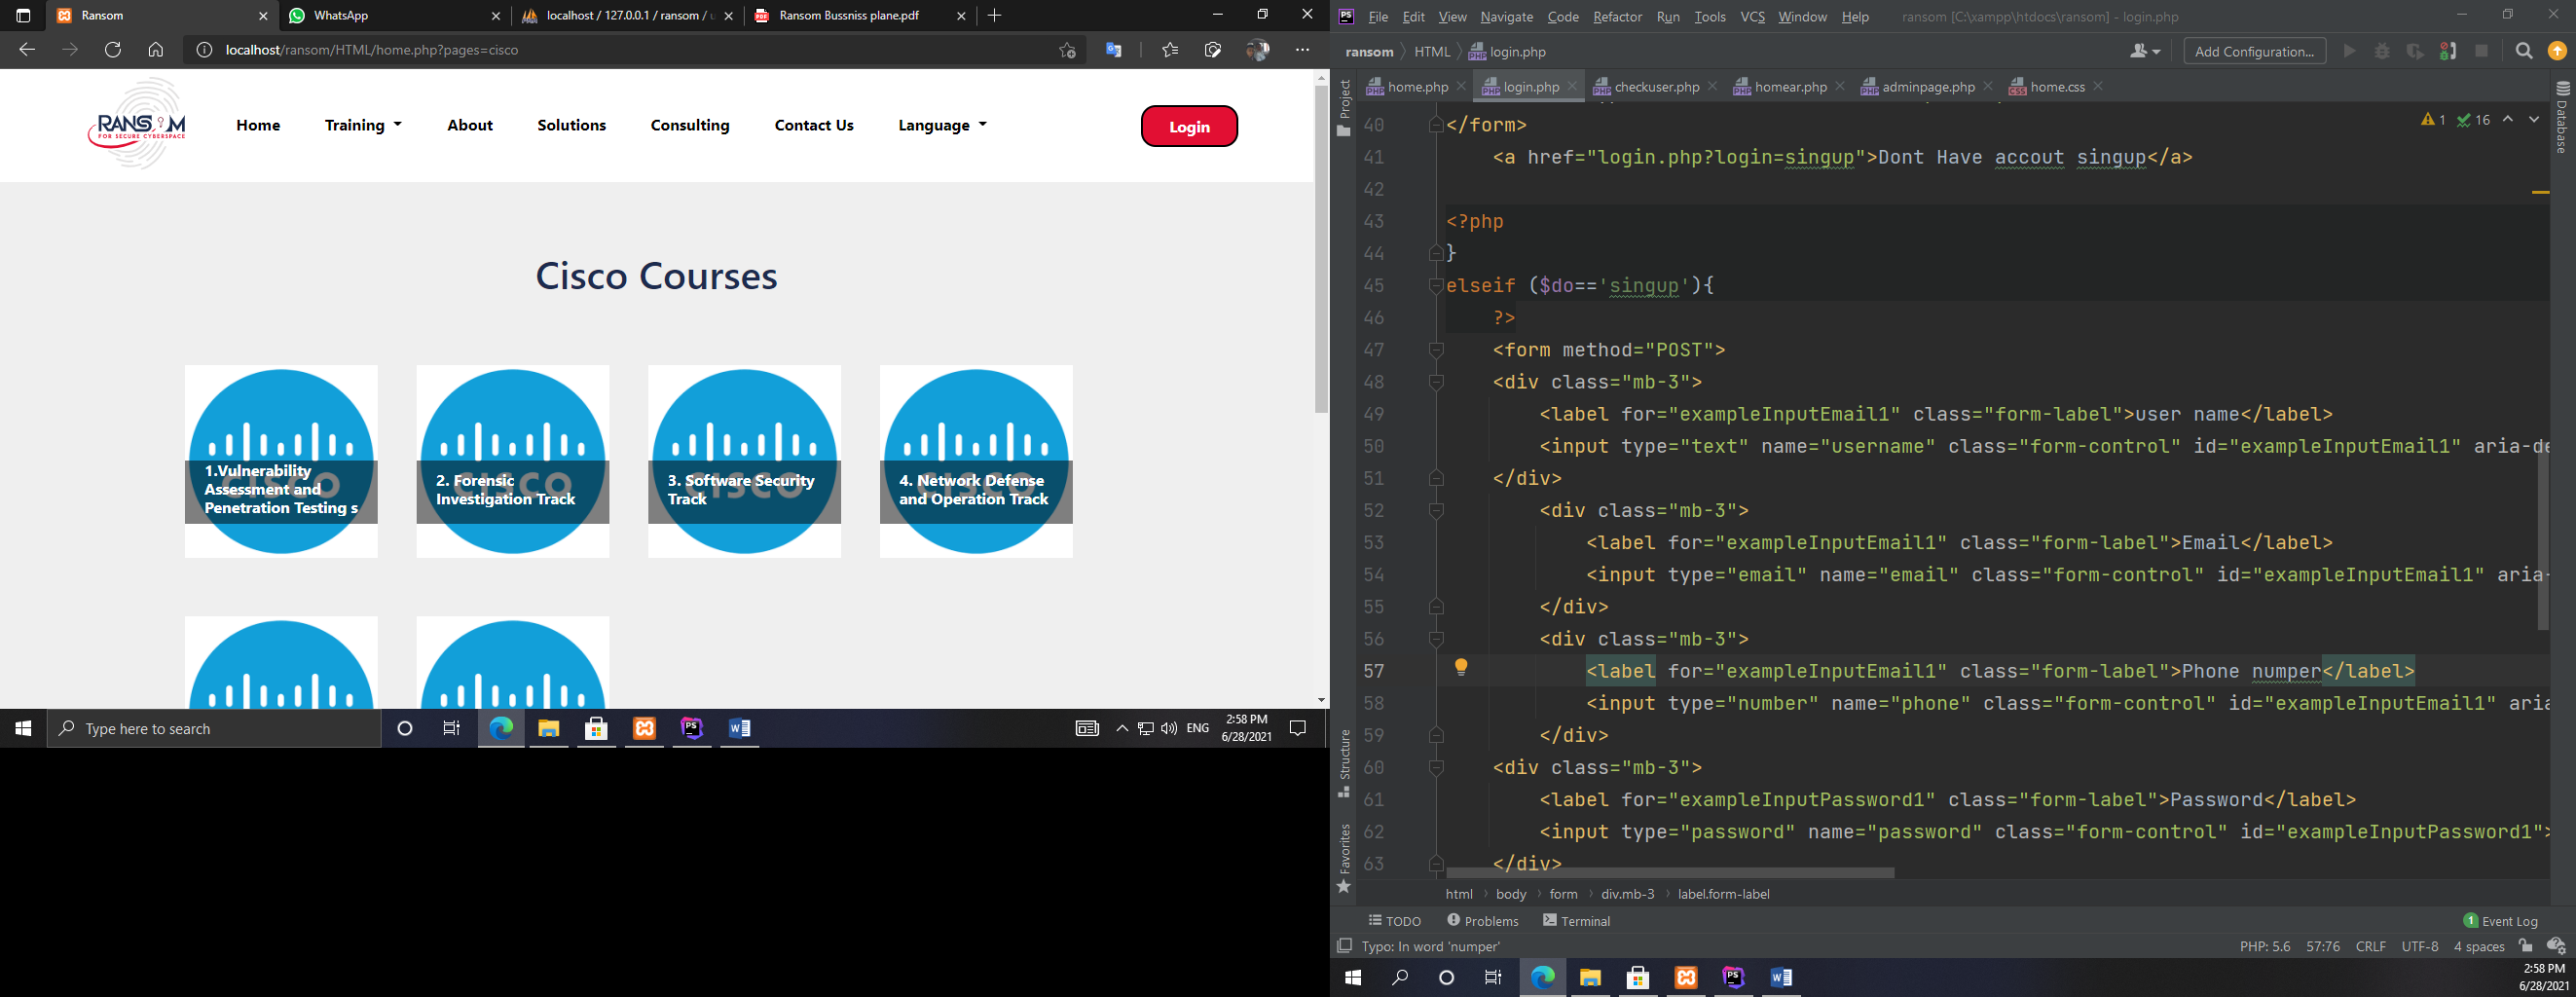 Ransom
WhatsApp
localhost / 127.0.0.1 / ransom / u
Ransom Bussniss plane.pdf
localhost/ransom/HTML/home.php?pages=cisco
RANSOM
FOR SECURE CYBERSPACE
Home
Training
About
Solutions
Consulting
Contact Us
Language
Login
Cisco Courses
1.Vulnerability
Assessment and
Penetration Testing s
2. Forensic
Investigation Track
3. Software Security
Track
4. Network Defense
and Operation Track
CISCO
CISCO
CISCO
CISCO
Type here to search
ENG
2:58 PM
6/28/2021
PS
File Edit View Navigate Code Refactor Run Tools VCS Window Help
ransom [C:\xampp\htdocs\ransom] - login.php
ransom HTML login.php
Add Configuration...
home.php
login.php
checkuser.php
homear.php
adminpage.php
home.css
Project
Database
Structure
Favorites
1 16
40 </form>
41 <a href="login.php?login=singup">Dont Have accout singup</a>
42
43 <?php
44 }
45 elseif ($do=='singup'){
46 ?>
47 <form method="POST">
48 <div class="mb-3">
49 <label for="exampleInputEmail1" class="form-label">user name</label>
50 <input type="text" name="username" class="form-control" id="exampleInputEmail1" aria-de
51 </div>
52 <div class="mb-3">
53 <label for="exampleInputEmail1" class="form-label">Email</label>
54 <input type="email" name="email" class="form-control" id="exampleInputEmail1" aria-
55 </div>
56 <div class="mb-3">
57 <label for="exampleInputEmail1" class="form-label">Phone numper</label>
58 <input type="number" name="phone" class="form-control" id="exampleInputEmail1" aria
59 </div>
60 <div class="mb-3">
61 <label for="exampleInputPassword1" class="form-label">Password</label>
62 <input type="password" name="password" class="form-control" id="exampleInputPassword1">
63 </div>
html body form div.mb-3 label.form-label
TODO Problems Terminal
1 Event Log
Typo: In word 'numper'
PHP: 5.6 57:76 CRLF UTF-8 4 spaces
2:58 PM
6/28/2021